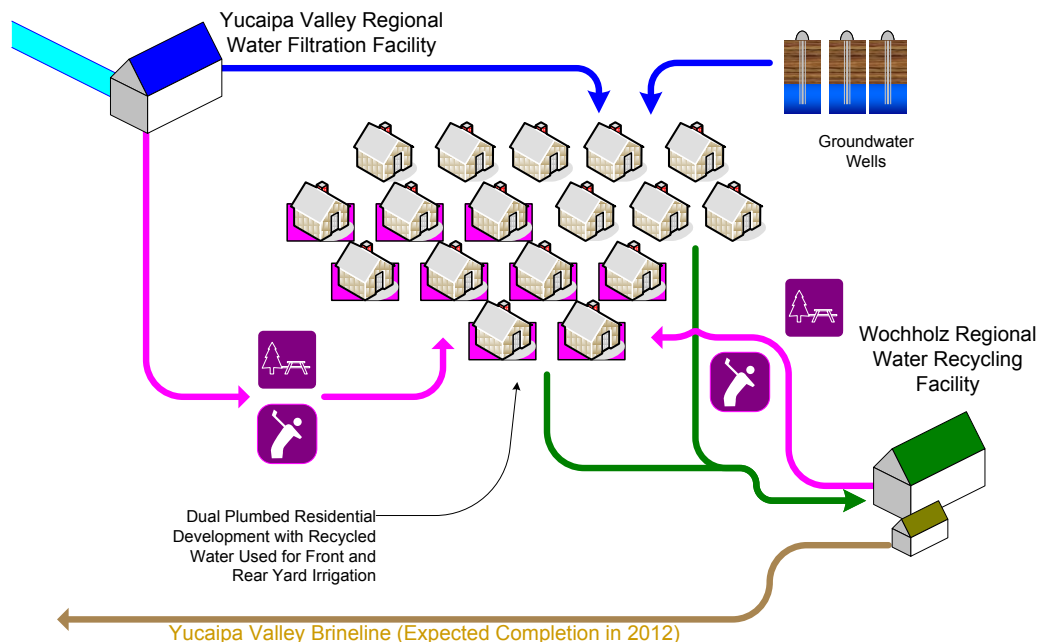 Yucaipa Valley Regional
Water Filtration Facility
Groundwater
Wells
Wochholz Regional
Water Recycling
Facility
Dual Plumbed Residential
Development with Recycled
Water Used for Front and
Rear Yard Irrigation
Yucaipa Valley Brineline (Expected Completion in 2012)